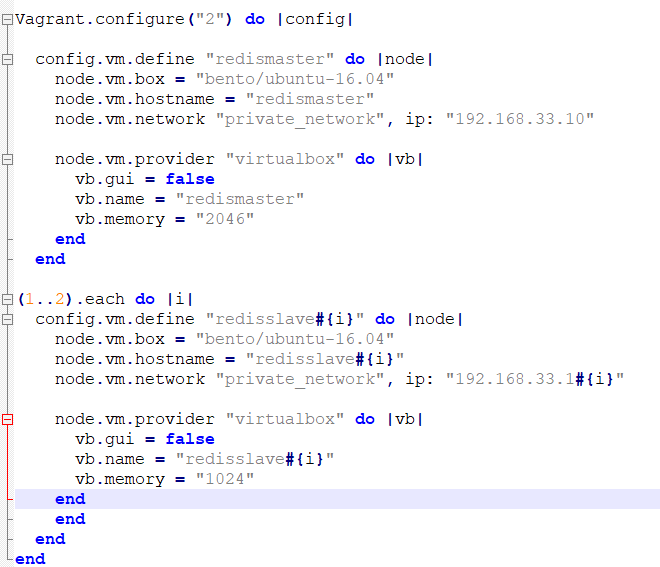 Vagrant.configure("2") do |config|

  config.vm.define "redismaster" do |node|
    node.vm.box = "bento/ubuntu-16.04"
    node.vm.hostname = "redismaster"
    node.vm.network "private_network", ip: "192.168.33.10"

    node.vm.provider "virtualbox" do |vb|
      vb.gui = false
      vb.name = "redismaster"
      vb.memory = "2046"
    end
  end

(1..2).each do |i|
  config.vm.define "redisslave#{i}" do |node|
    node.vm.box = "bento/ubuntu-16.04"
    node.vm.hostname = "redisslave#{i}"
    node.vm.network "private_network", ip: "192.168.33.1#{i}"

    node.vm.provider "virtualbox" do |vb|
      vb.gui = false
      vb.name = "redisslave#{i}"
      vb.memory = "1024"
    end
    end
  end
end